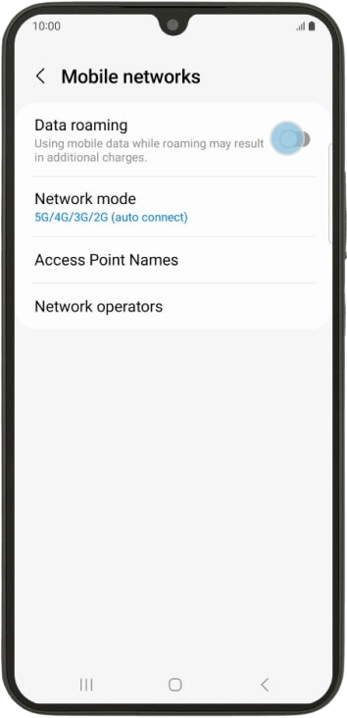 10:00
Mobile networks
Data roaming
Using mobile data while roaming may result
in additional charges.
Network mode
5G/4G/3G/2G (auto connect)
Access Point Names
Network operators